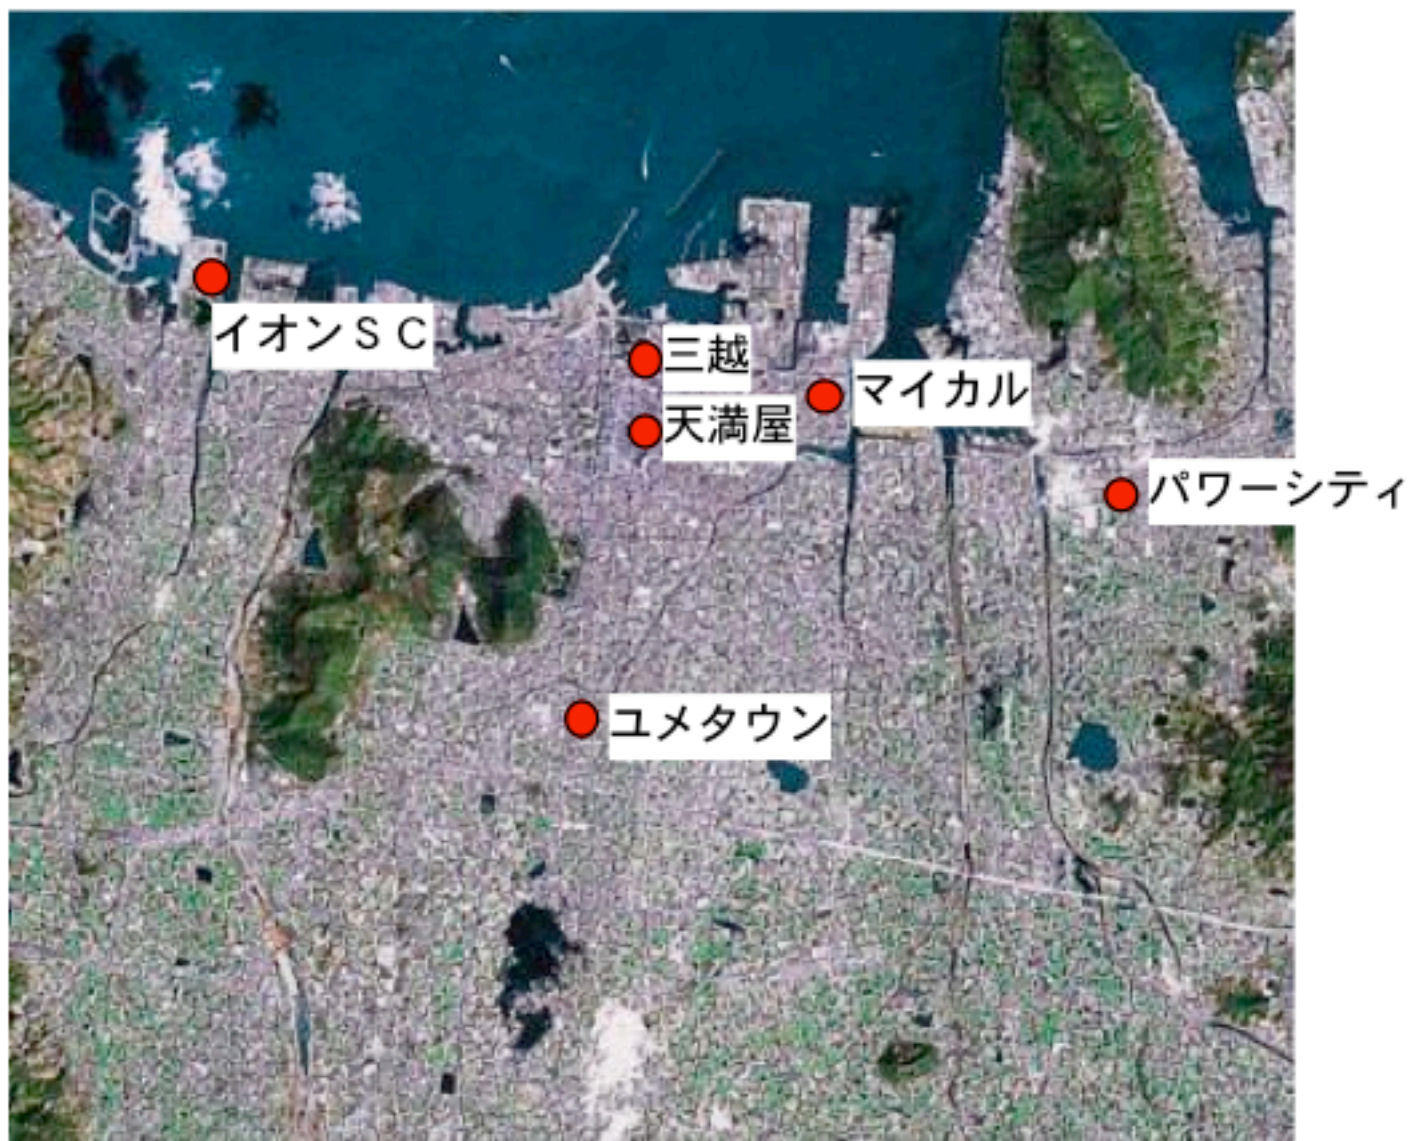 イオンＳＣ
三越
マイカル
天満屋
パワーシティ
ユメタウン